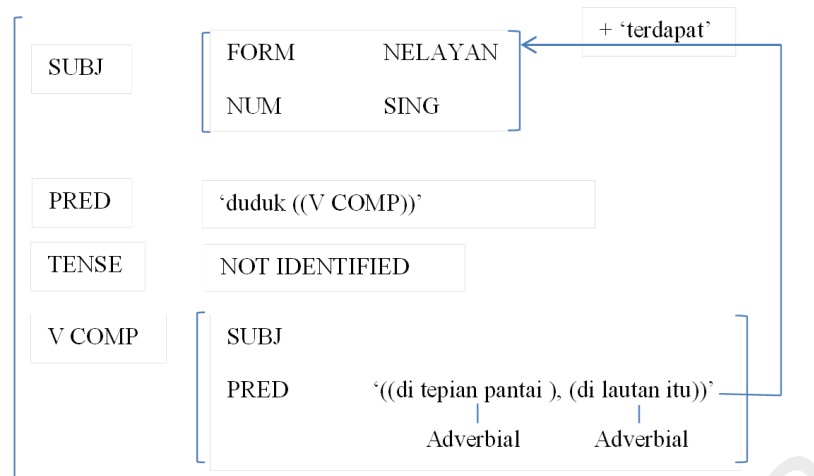 + ‘terdapat’
SUBJ
FORM NELAYAN
NUM SING
PRED ‘duduk ((V COMP))’
TENSE NOT IDENTIFIED
V COMP SUBJ
PRED ‘((di tepian pantai ), (di lautan itu))’
Adverbial Adverbial